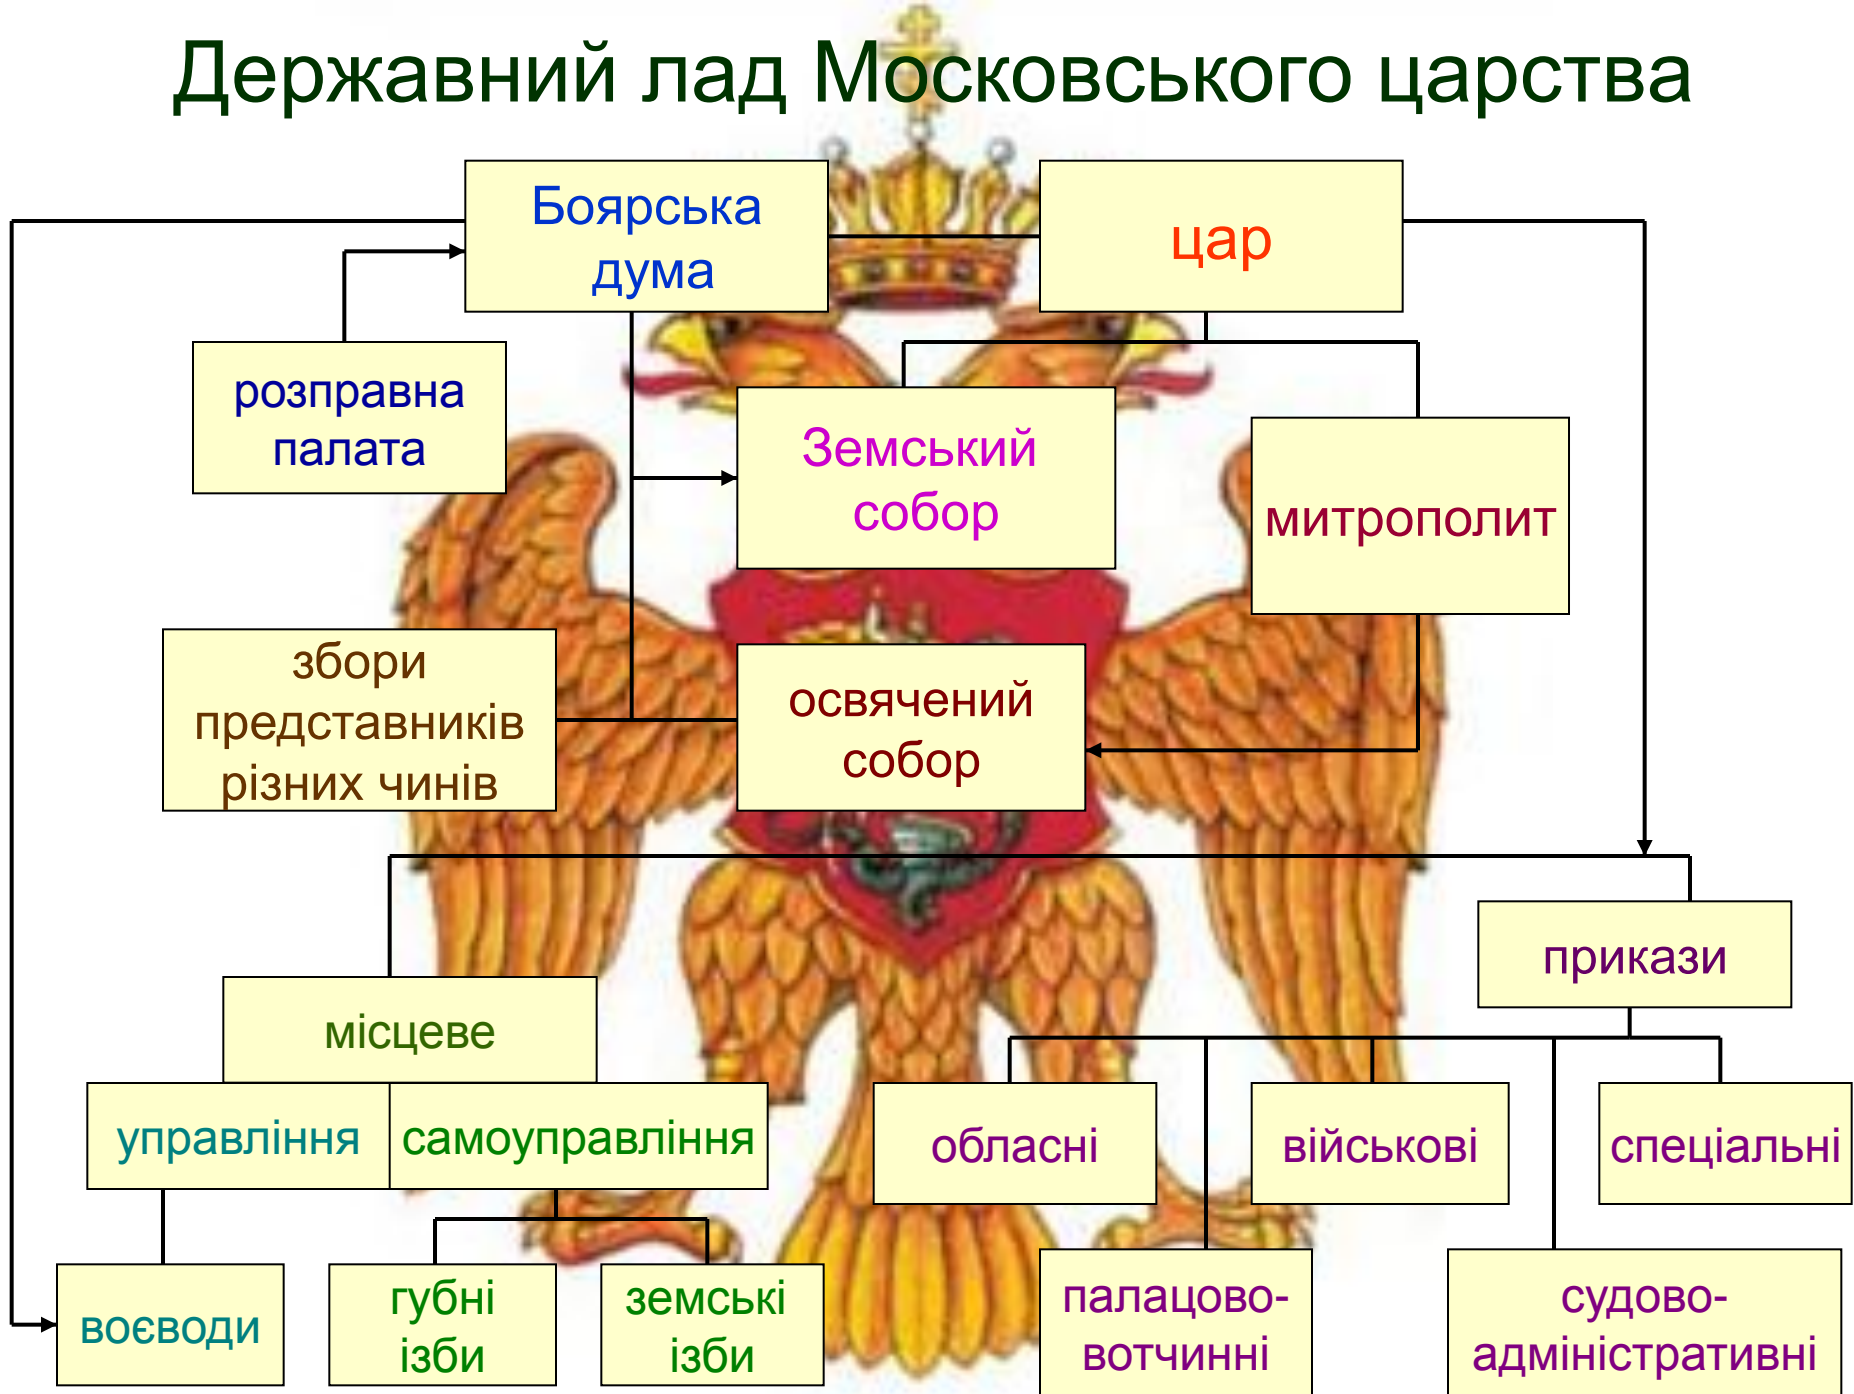 Державний лад Московського царства
Боярська
дума
цар
розправна
палата
Земський
собор
митрополит
збори
представників
різних чинів
освячений
собор
прикази
місцеве
управління
самоуправління
обласні
військові
спеціальні
воєводи
губні
ізби
земські
ізби
палацово-
вотчинні
судово-
адміністративні